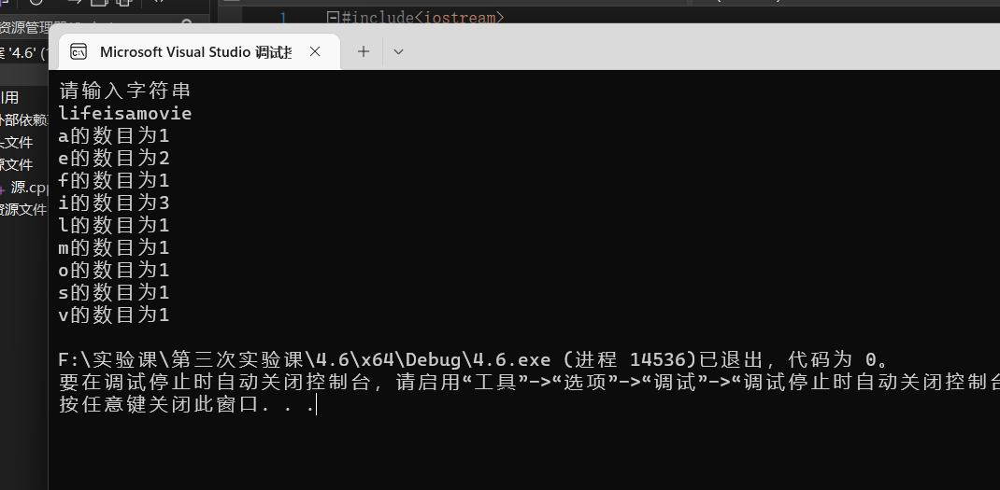 1 #include<iostream>
资源管理器
'4.6' (
Microsoft Visual Studio 调试控
引用
外部依赖
头文件
源文件
源.cpp
资源文件
请输入字符串
lifeisamovie
a的数目为1
e的数目为2
f的数目为1
i的数目为3
l的数目为1
m的数目为1
o的数目为1
s的数目为1
v的数目为1
F:\实验课\第三次实验课\4.6\x64\Debug\4.6.exe (进程 14536)已退出，代码为 0。
要在调试停止时自动关闭控制台，请启用“工具”->“选项”->“调试”->“调试停止时自动关闭控制台
按任意键关闭此窗口. . .